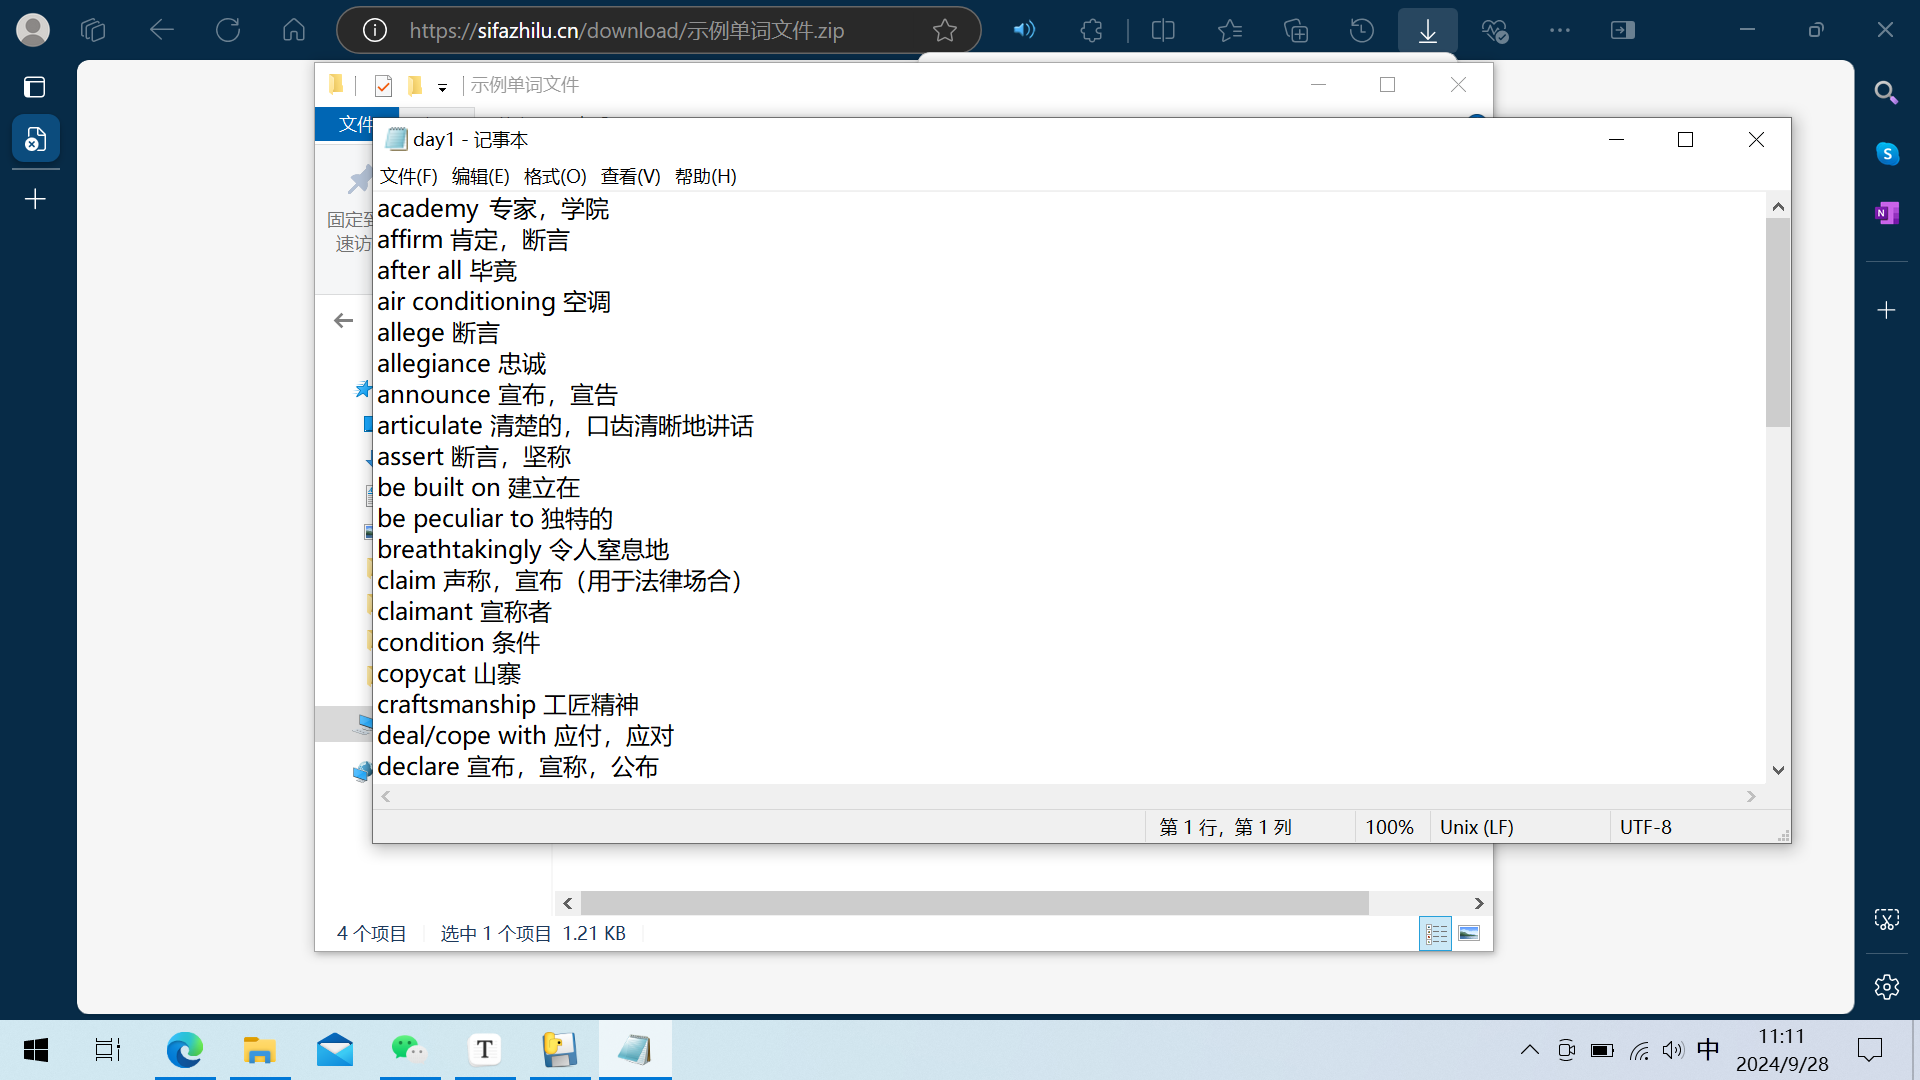 https://sifazhilu.cn/download/示例单词文件.zip
示例单词文件
文件
固定到
速访
day1 - 记事本
文件(F) 编辑(E) 格式(O) 查看(V) 帮助(H)
academy 专家，学院
affirm 肯定，断言
after all 毕竟
air conditioning 空调
allege 断言
allegiance 忠诚
announce 宣布，宣告
articulate 清楚的，口齿清晰地讲话
assert 断言，坚称
be built on 建立在
be peculiar to 独特的
breathtakingly 令人窒息地
claim 声称，宣布（用于法律场合）
claimant 宣称者
condition 条件
copycat 山寨
craftsmanship 工匠精神
deal/cope with 应付，应对
declare 宣布，宣称，公布
第 1 行，第 1 列
100%
Unix (LF)
UTF-8
4 个项目 选中 1 个项目 1.21 KB
中
11:11
2024/9/28